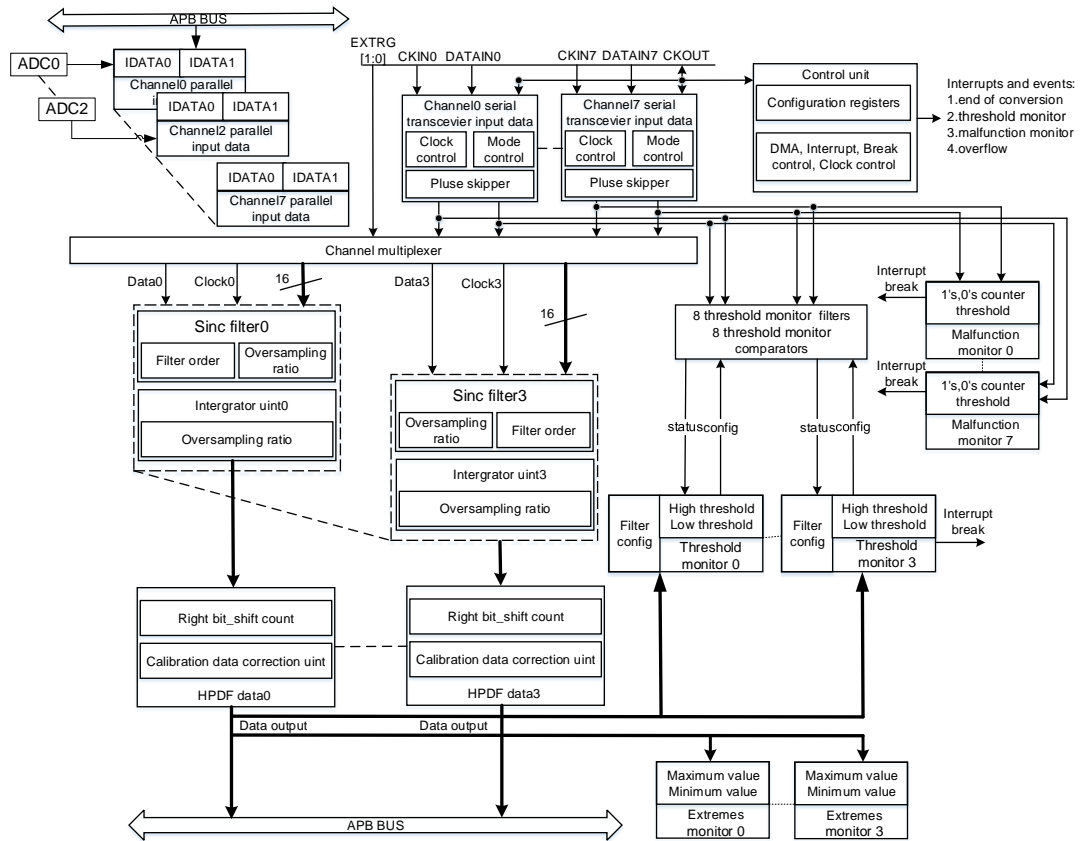 APB BUS
ADC0
IDATA0
IDATA1
Channel0 parallel
ADC2
IDATA0
IDATA1
Channel2 parallel
input data
IDATA0
IDATA1
Channel7 parallel
input data
EXTRG
[1:0]
CKIN0
DATAIN0
CKIN7
DATAIN7
CKOUT
Channel0 serial
transcevier input data
Clock
control
Mode
control
Pluse skipper
Channel7 serial
transcevier input data
Clock
control
Mode
control
Pluse skipper
Control unit
Configuration registers
DMA, Interrupt, Break
control, Clock control
Interrupts and events:
1.end of conversion
2.threshold monitor
3.malfunction monitor
4.overflow
Channel multiplexer
Data0
Clock0
16
Data3
Clock3
16
Sinc filter0
Filter order
Oversampling
ratio
Intergrator uint0
Oversampling ratio
Sinc filter3
Oversampling
ratio
Filter order
Intergrator uint3
Oversampling ratio
8 threshold monitor filters
8 threshold monitor
comparators
Interrupt
break
1's,0's counter
threshold
Malfunction
monitor 0
Interrupt
break
1's,0's counter
threshold
Malfunction
monitor 7
status
config
status
config
Filter
config
High threshold
Low threshold
Threshold
monitor 0
Filter
config
High threshold
Low threshold
Threshold
monitor 3
Interrupt
break
Right bit_shift count
Calibration data correction uint
HPDF data0
Right bit_shift count
Calibration data correction uint
HPDF data3
Data output
Data output
Maximum value
Minimum value
Extremes
monitor 0
Maximum value
Minimum value
Extremes
monitor 3
APB BUS